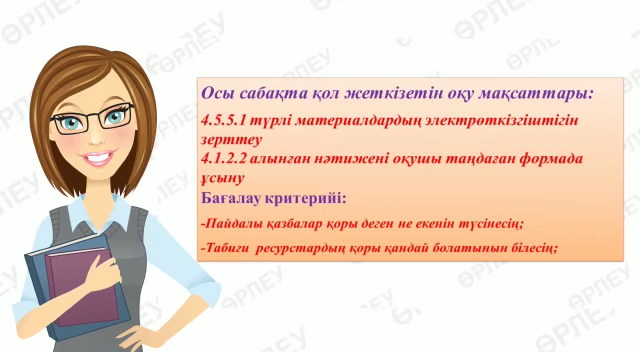 Осы сабақта қол жеткізетін оқу мақсаттары:
4.5.5.1 түрлі материалдардың электроткізгіштігін
зерттеу
4.1.2.2 алынған нәтижені оқушы таңдаған формада
ұсыну
Бағалау критерийі:
-Пайдалы қазбалар қоры деген не екенін түсінесің;
-Табиғи ресурстардың қоры қандай болатынын білесің;
ӨРЛЕУ